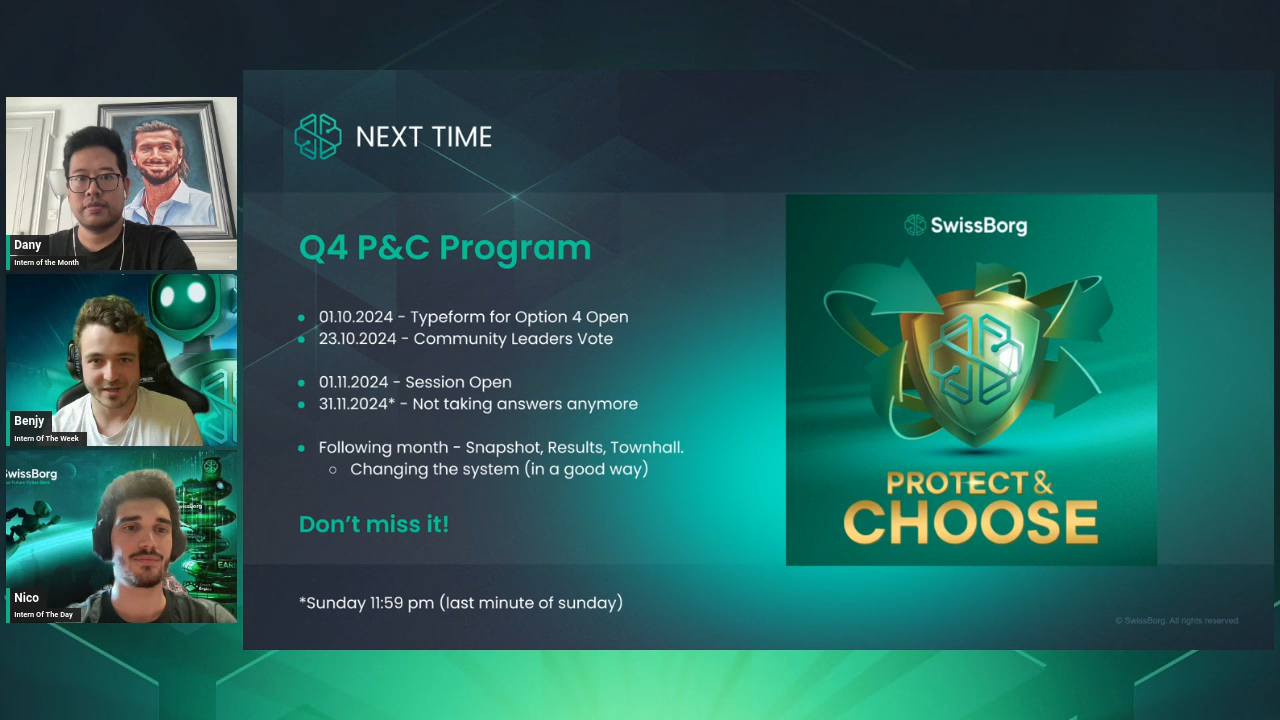 Dany
Intern of the Month
Benjy
Intern Of The Week
SwissBorg
Nico
Intern Of The Day
NEXT TIME
Q4 P&C Program
01.10.2024 - Typeform for Option 4 Open
23.10.2024 - Community Leaders Vote
01.11.2024 - Session Open
31.11.2024* - Not taking answers anymore
Following month - Snapshot, Results, Townhall.
Changing the system (in a good way)
Don't miss it!
*Sunday 11:59 pm (last minute of sunday)
SwissBorg
PROTECT &
CHOOSE
© SwissBorg. All rights reserved